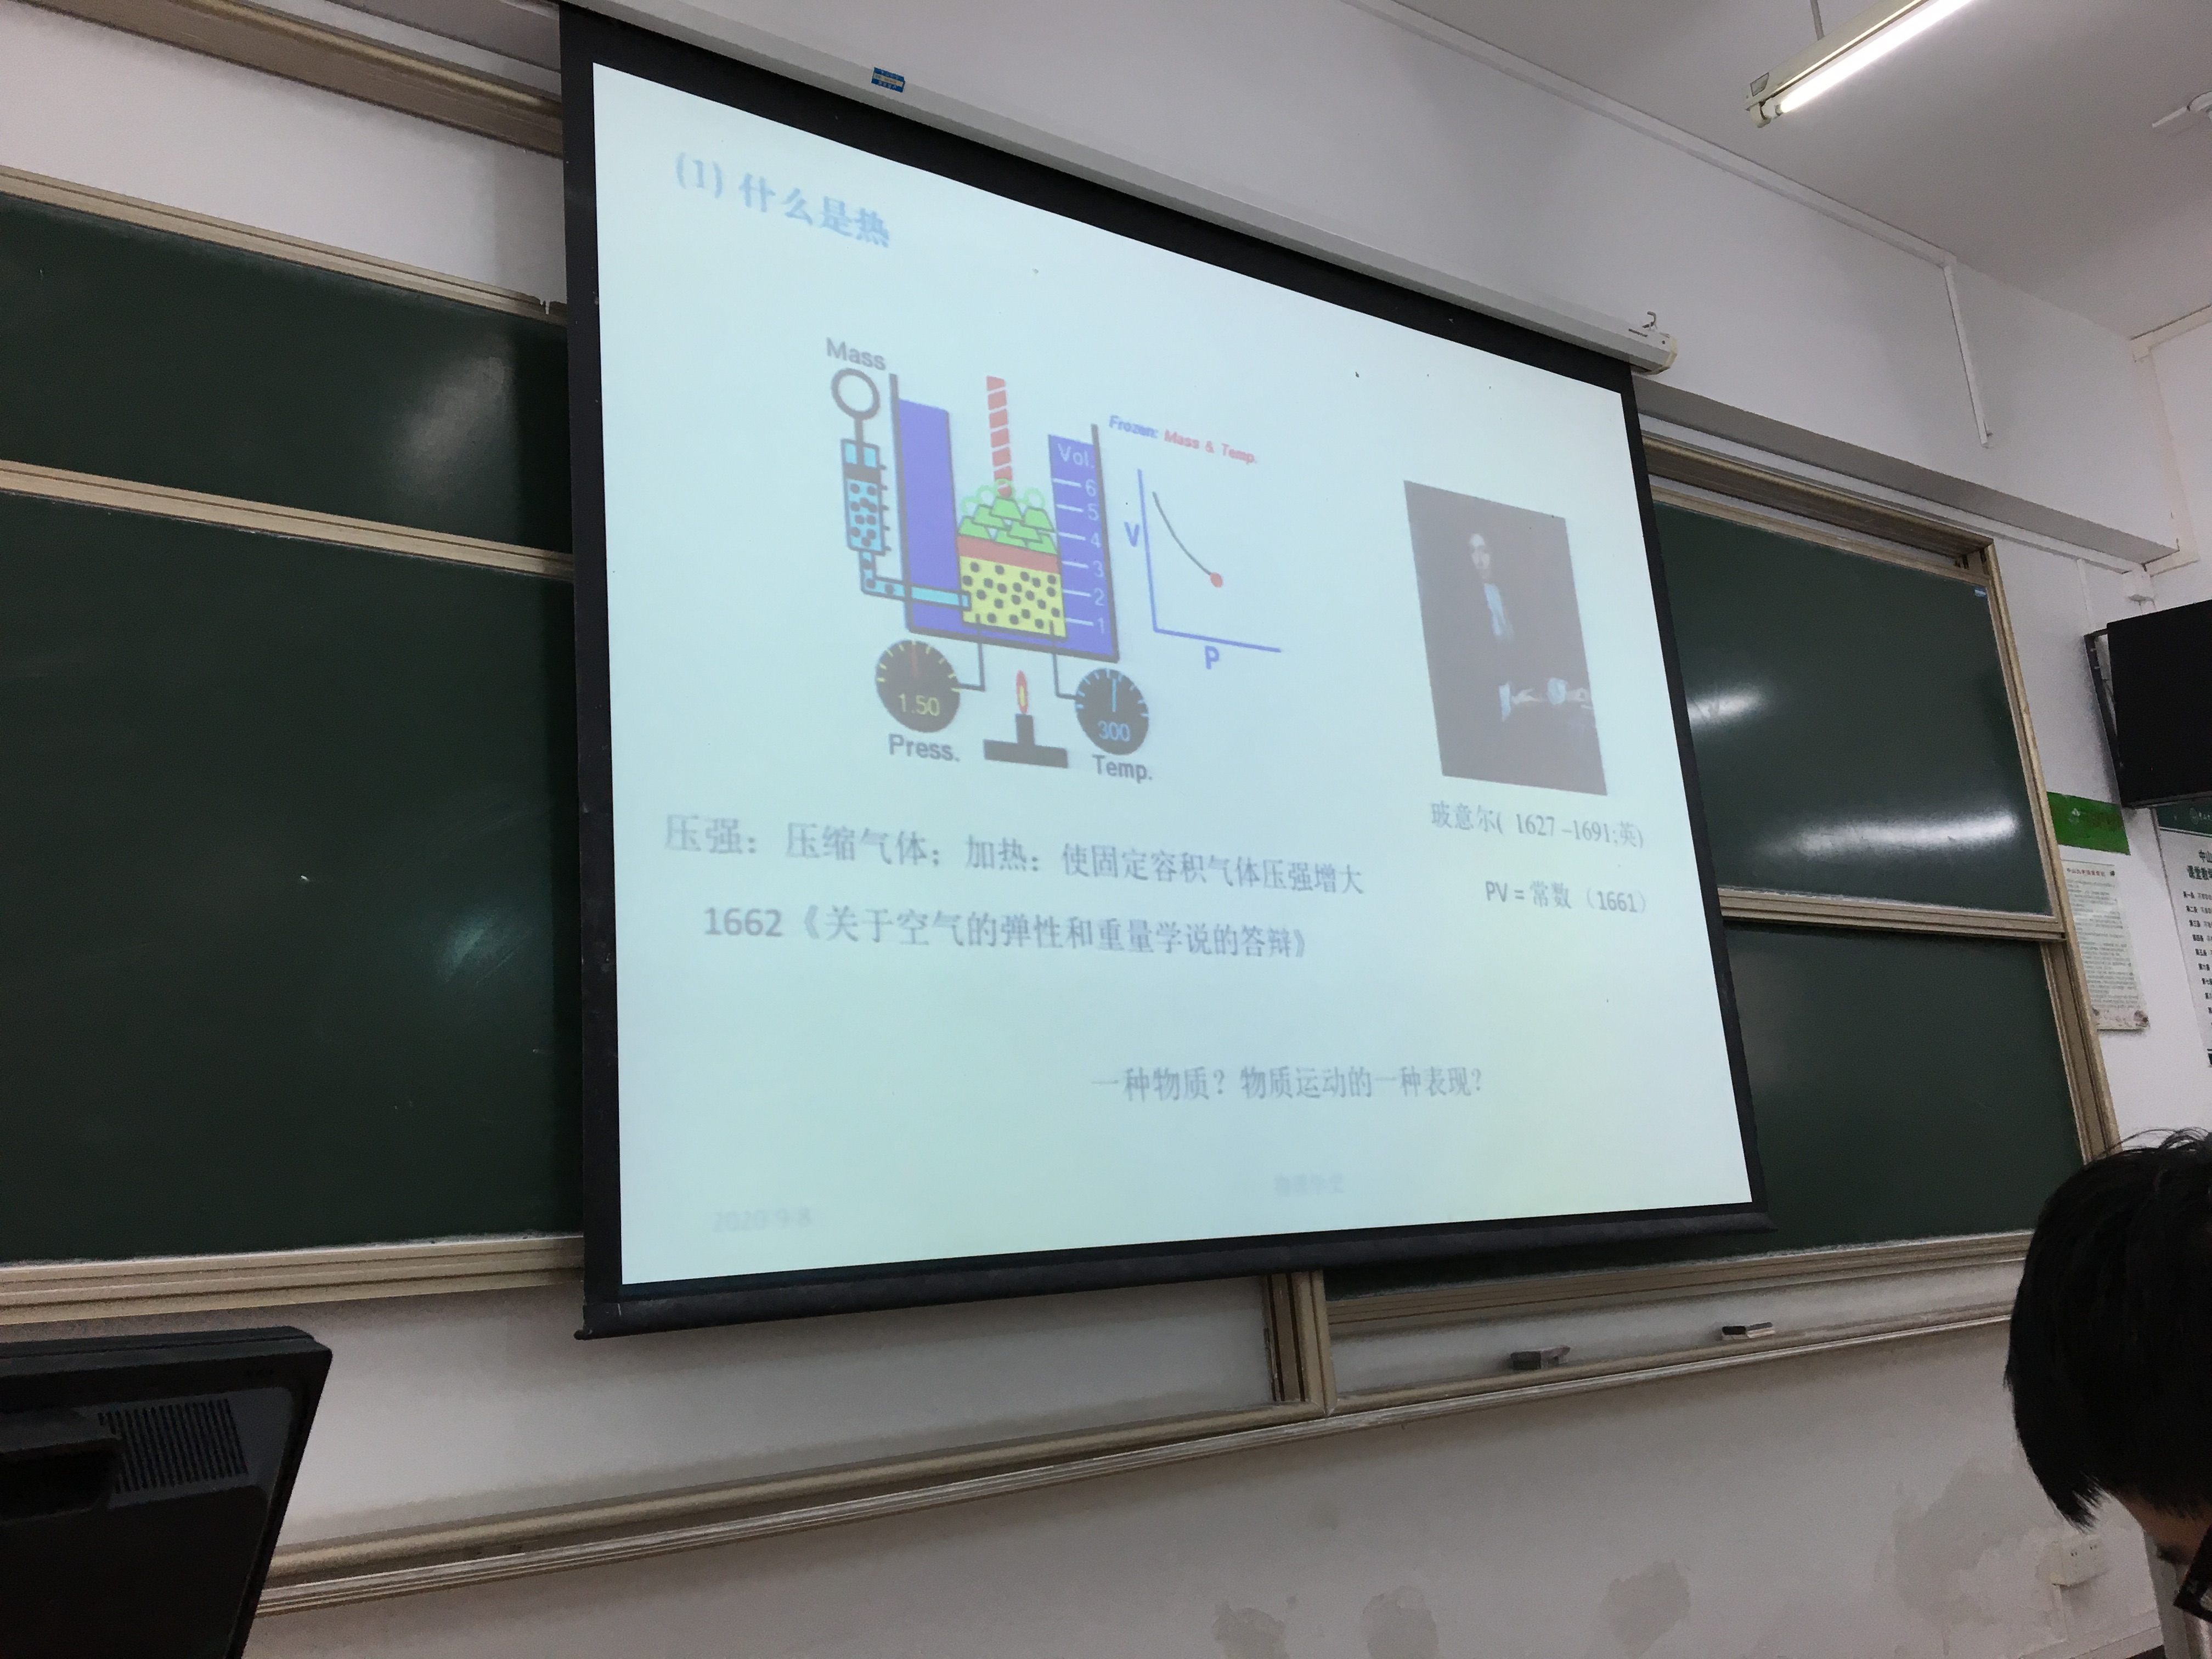 (1) 什么是热
Mass
Frozen: Mass & Temp.
Vol.
6
5
4
3
2
1
V
P
1.50
300
Press.
Temp.
玻意尔( 1627 –1691;英)
压强：压缩气体；加热：使固定容积气体压强增大
PV = 常数（1661）
1662《关于空气的弹性和重量学说的答辩》
一种物质？物质运动的一种表现？
2020-9-8